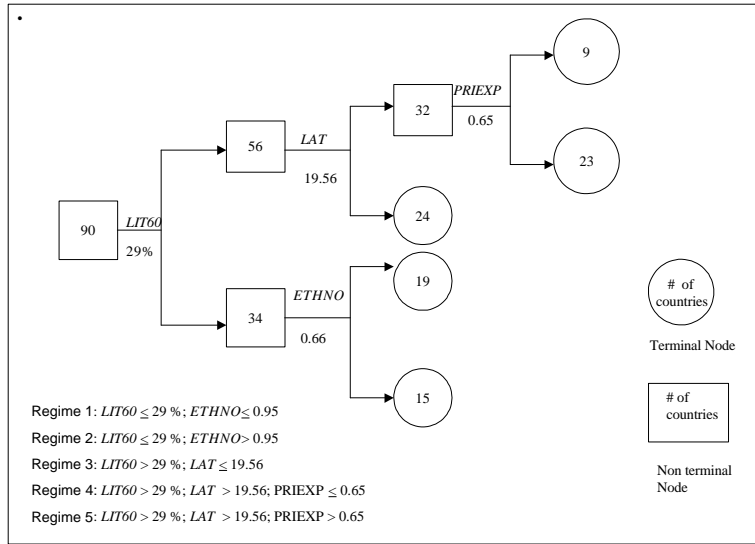 •
9
PRIEXP
32
0.65
56
LAT
23
19.56
90
LIT60
29%
24
19
ETHNO
34
0.66
15
# of
countries
Terminal Node
# of
countries
Non terminal
Node
Regime 1: LIT60 ≤ 29 %; ETHNO ≤ 0.95
Regime 2: LIT60 ≤ 29 %; ETHNO > 0.95
Regime 3: LIT60 > 29 %; LAT ≤ 19.56
Regime 4: LIT60 > 29 %; LAT > 19.56; PRIEXP ≤ 0.65
Regime 5: LIT60 > 29 %; LAT > 19.56; PRIEXP > 0.65